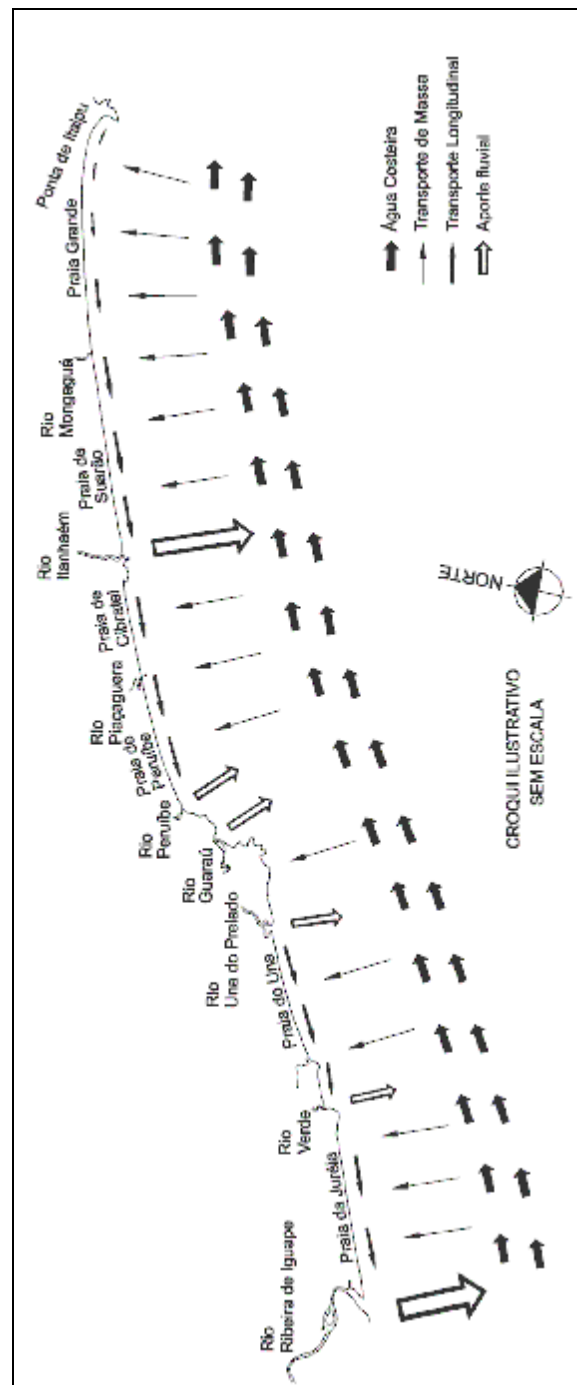 Ponta de Itaipu
Praia Grande
Rio
Mongaguá
Praia de
Suarão
Rio
Itanhaém
Praia de
Cibratel
Rio
Piaçaguera
Praia de
Peruíbe
Rio
Peruíbe
Rio
Guaraú
Rio
Una do Prelado
Praia do Una
Rio
Verde
Praia da Juréia
Rio
Ribeira de Iguape
Água Costeira
Transporte de Massa
Transporte Longitudinal
Aporte fluvial
NORTE
CROQUI ILUSTRATIVO
SEM ESCALA